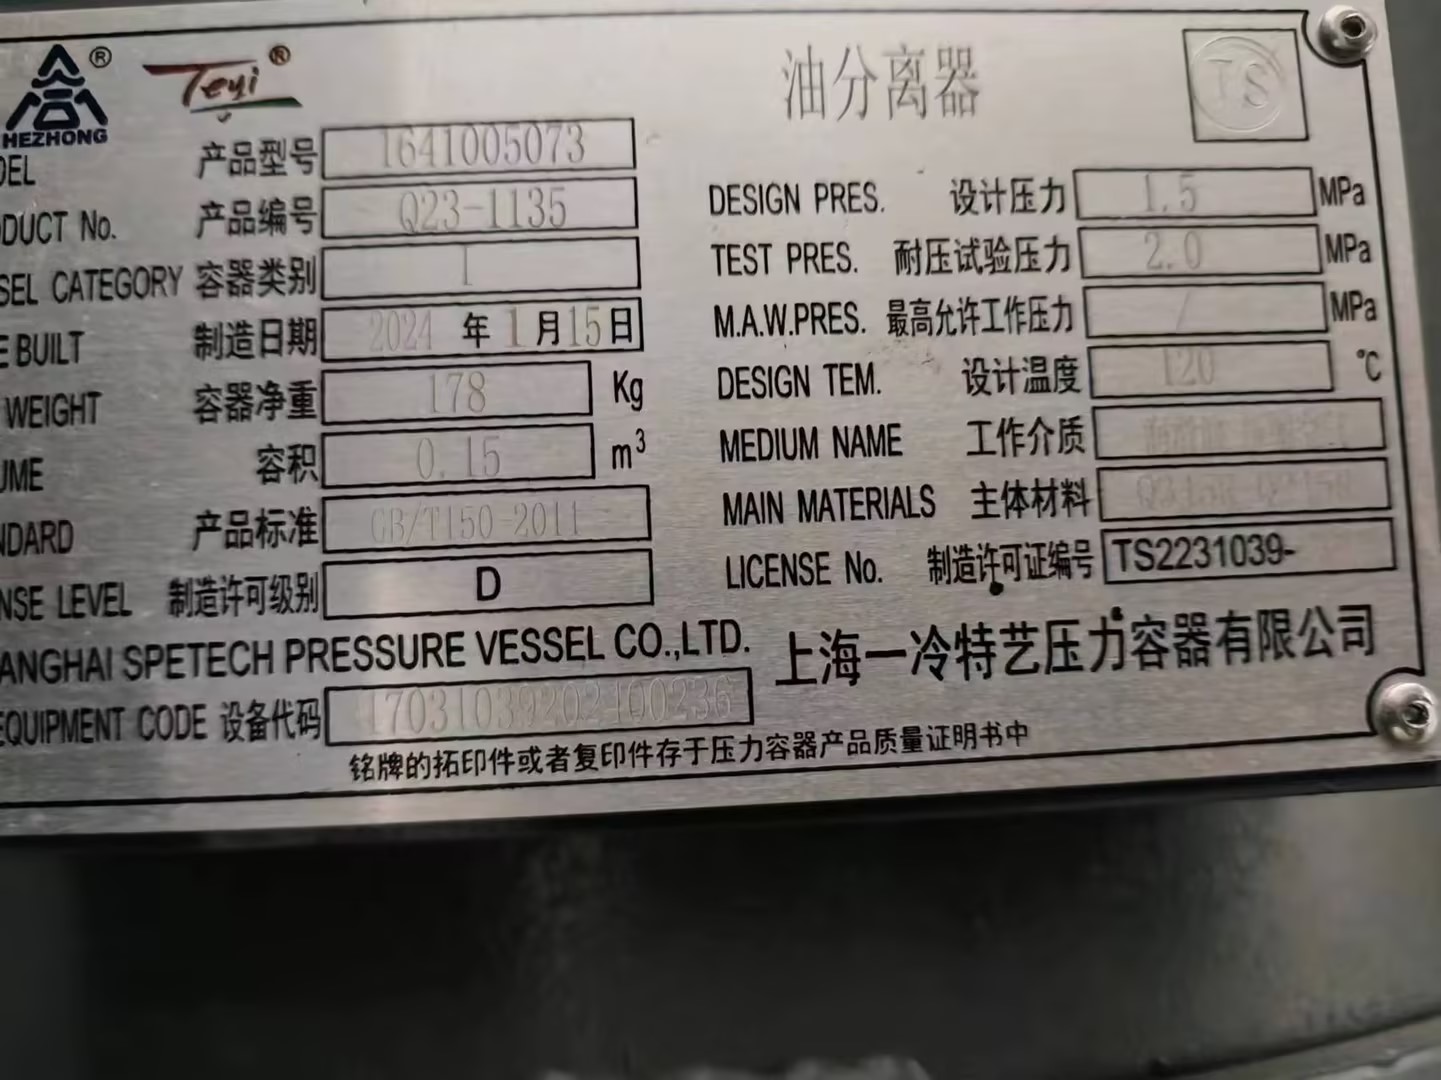 HEZHONG ® Teyi ® 油分离器 TS
DEL 产品型号 1641005073
DUCT No. 产品编号 Q23-1135 DESIGN PRES. 设计压力 1.5 MPa
SEL CATEGORY 容器类别 I TEST PRES. 耐压试验压力 2.0 MPa
E BUILT 制造日期 2024 年 1 月 15 日 M.A.W.PRES. 最高允许工作压力 / MPa
WEIGHT 容器净重 178 Kg DESIGN TEM. 设计温度 120 °C
UME 容积 0.15 m³ MEDIUM NAME 工作介质
NDARD 产品标准 GB/T150-2011 MAIN MATERIALS 主体材料
NSE LEVEL 制造许可级别 D LICENSE No. 制造许可证编号 TS2231039-
ANGHAI SPETECH PRESSURE VESSEL CO.,LTD. 上海一冷特艺压力容器有限公司
EQUIPMENT CODE 设备代码
铭牌的拓印件或者复印件存于压力容器产品质量证明书中